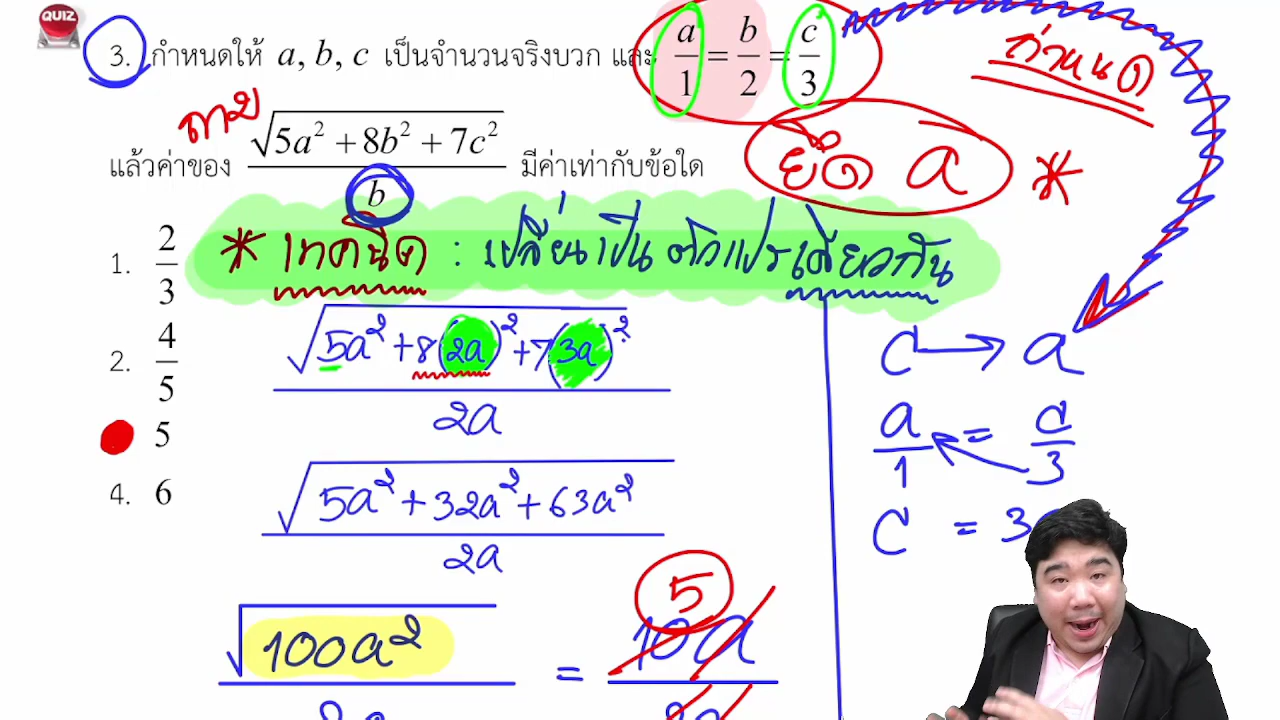 QUIZ
3. กำหนดให้ a, b, c เป็นจำนวนจริงบวก และ a/1 = b/2 = c/3
กำหนด
ถาม
แล้วค่าของ √(5a² + 8b² + 7c²) / b มีค่าเท่ากับข้อใด
ยึด a *
1. 2/3
* เทคนิค : เปลี่ยนเป็น ตัวแปรเดียวกัน
2. 4/5
√(5a² + 8(2a)² + 7(3a)²) / 2a
c → a
5
a/1 = c/3
4. 6
√(5a² + 32a² + 63a²) / 2a
c = 3
5
√(100a²) / 2a = 10a / 2a